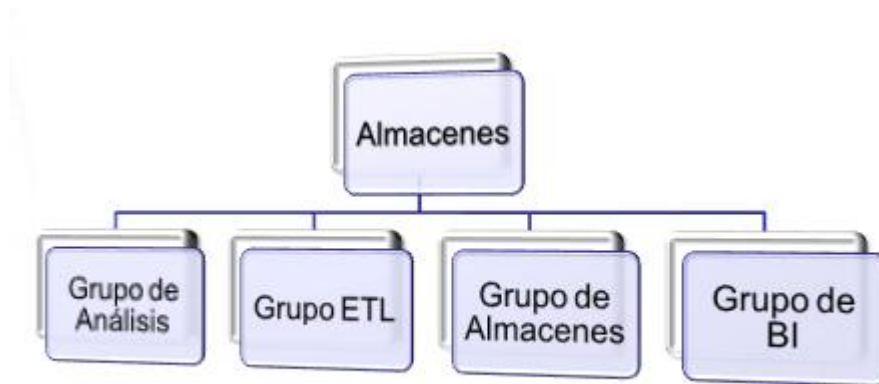 Almacenes
Grupo de
Análisis
Grupo ETL
Grupo de
Almacenes
Grupo de
BI